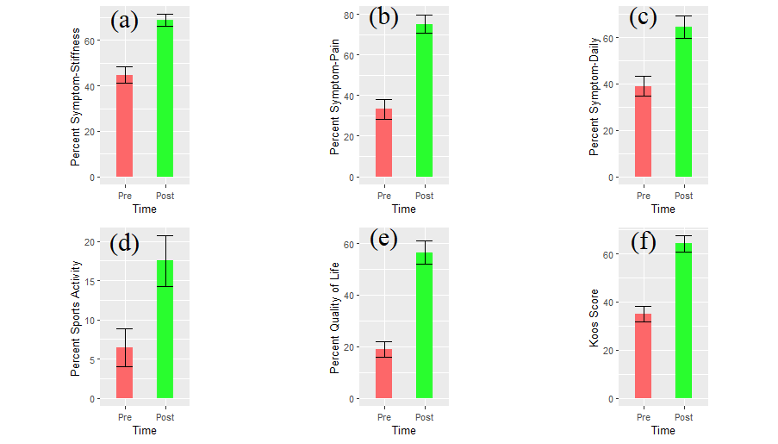 (a)
Percent Symptom-Stiffness
60
40
20
0
Pre Post
Time
(b)
Percent Symptom-Pain
80
60
40
20
0
Pre Post
Time
(c)
Percent Symptom-Daily
60
40
20
0
Pre Post
Time
(d)
Percent Sports Activity
20
15
10
5
0
Pre Post
Time
(e)
Percent Quality of Life
60
40
20
0
Pre Post
Time
(f)
Koos Score
60
40
20
0
Pre Post
Time